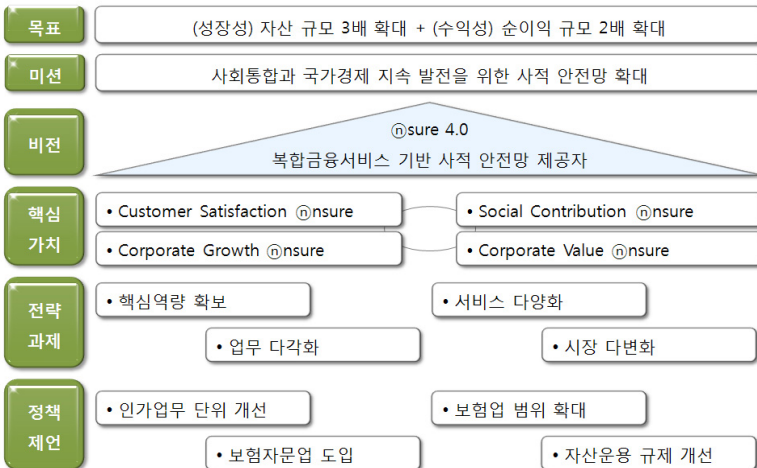 목표
(성장성) 자산 규모 3배 확대 + (수익성) 순이익 규모 2배 확대
미션
사회통합과 국가경제 지속 발전을 위한 사적 안전망 확대
비전
ⓝsure 4.0
복합금융서비스 기반 사적 안전망 제공자
핵심
가치
• Customer Satisfaction ⓝnsure
• Social Contribution ⓝnsure
• Corporate Growth ⓝnsure
• Corporate Value ⓝnsure
전략
과제
• 핵심역량 확보
• 서비스 다양화
• 업무 다각화
• 시장 다변화
정책
제언
• 인가업무 단위 개선
• 보험업 범위 확대
• 보험자문업 도입
• 자산운용 규제 개선